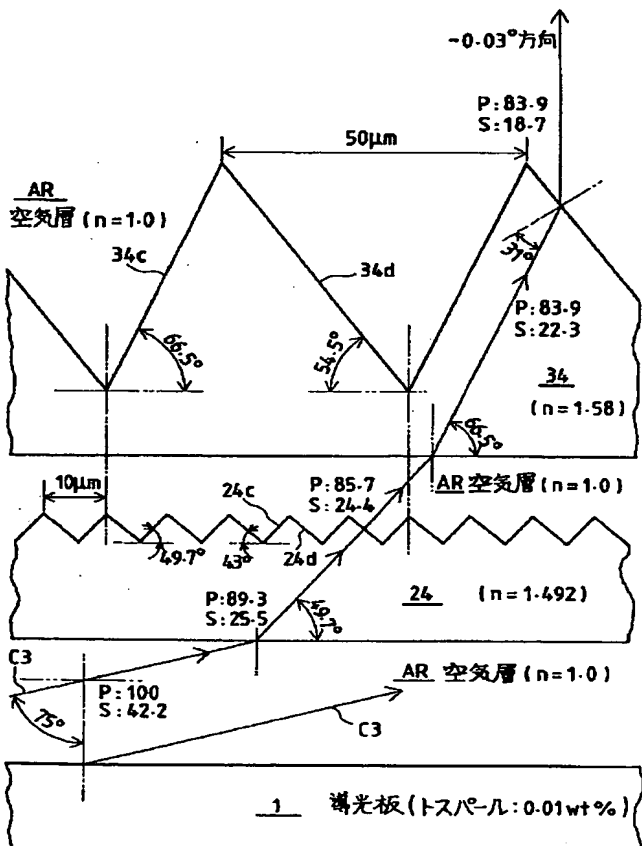 -0.03°方向
P:83.9
S:18.7
50μm
AR
空気層(n=1.0)
34c
34d
31°
P:83.9
S:22.3
66.5°
54.5°
34
(n=1.58)
66.5°
10μm
24c
P:85.7
S:24.4
AR 空気層(n=1.0)
49.7°
43°
24d
P:89.3
S:25.5
49.7°
24 (n=1.492)
C3
P:100
S:42.2
AR 空気層(n=1.0)
75°
C3
1 導光板(トスパール:0.01wt%)